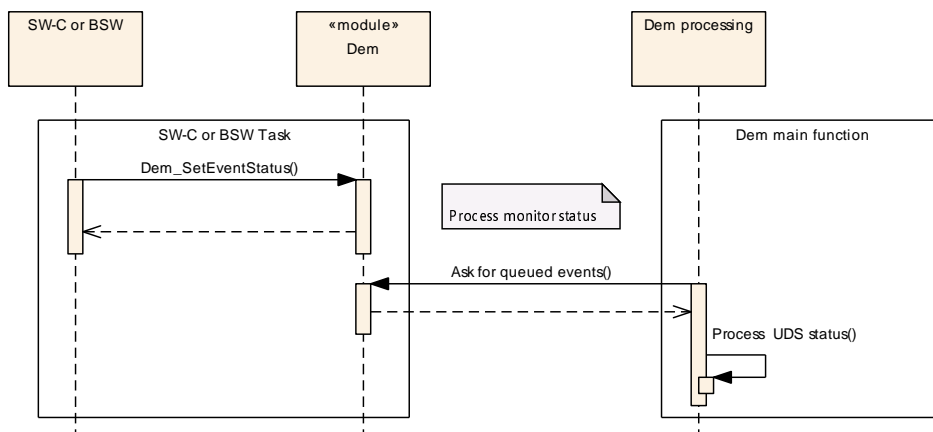 SW-C or BSW
«module»
Dem
Dem processing
SW-C or BSW Task
Dem main function
Dem_SetEventStatus()
Process monitor status
Ask for queued events()
Process UDS status()